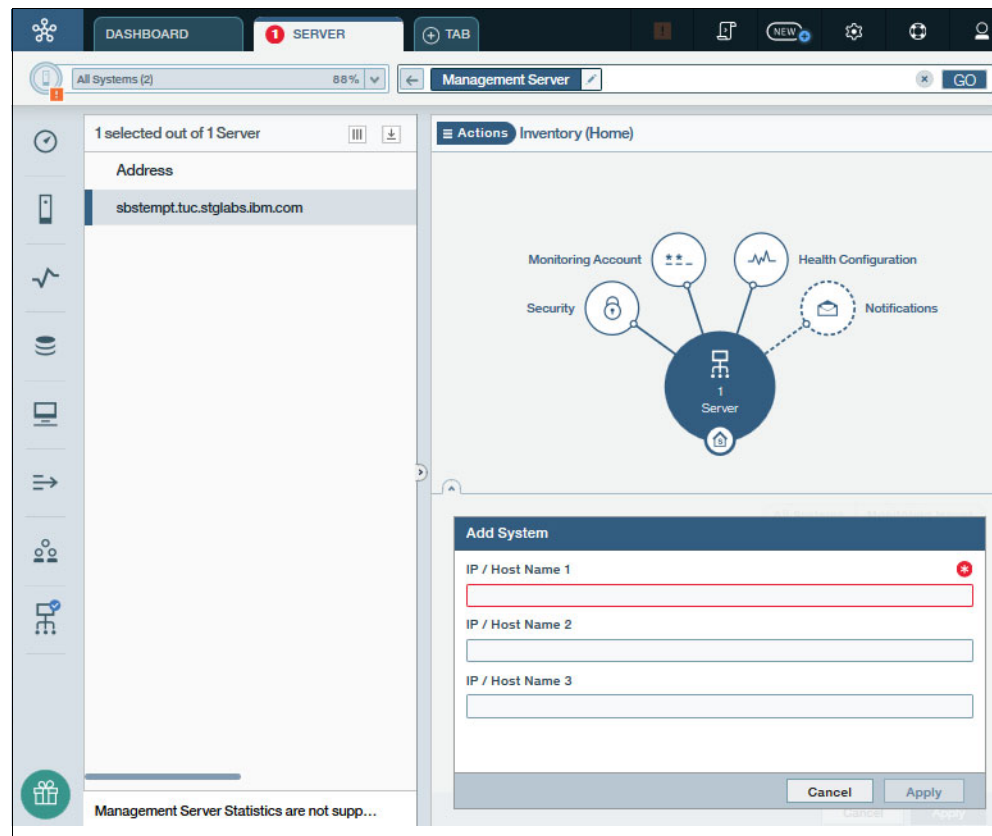 DASHBOARD
1 SERVER
TAB
NEW
All Systems (2) 88%
Management Server
GO
1 selected out of 1 Server
Address
sbstempt.tuc.stglabs.ibm.com
Management Server Statistics are not supp...
Actions Inventory (Home)
Monitoring Account
Health Configuration
Security
Notifications
1
Server
Add System
IP / Host Name 1
IP / Host Name 2
IP / Host Name 3
Cancel Apply
Cancel Apply